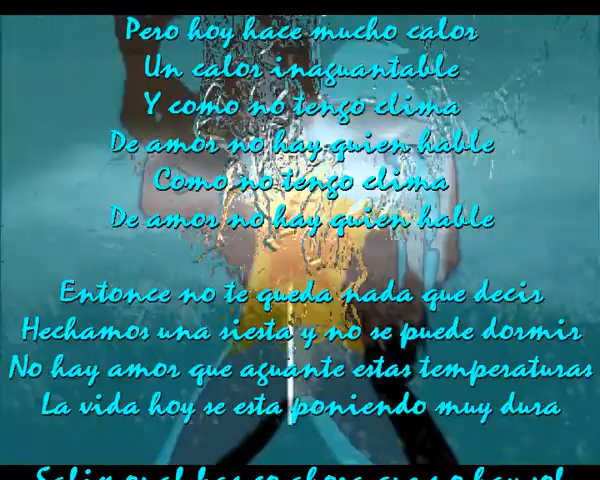 Pero hoy hace mucho calor
Un calor inaguantable
Y como no tengo clima
De amor no hay quien hable
Como no tengo clima
De amor no hay quien hable
Entonce no te queda nada que decir
Hechamos una siesta y no se puede dormir
No hay amor que aguante estas temperaturas
La vida hoy se esta poniendo muy dura